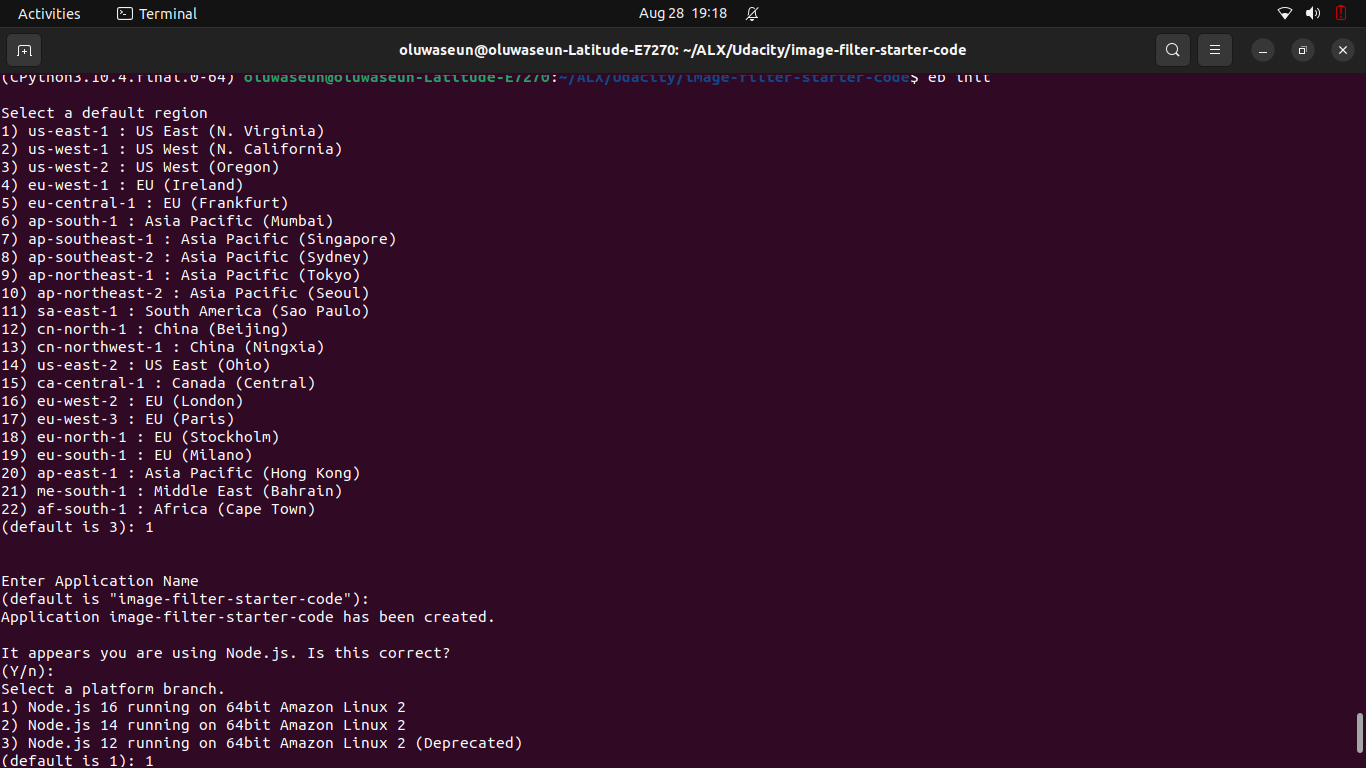 Activities Terminal Aug 28 19:18
oluwaseun@oluwaseun-Latitude-E7270: ~/ALX/Udacity/image-filter-starter-code
(CPython3.10.4.final.0-64) oluwaseun@oluwaseun-Latitude-E7270:~/ALX/Udacity/image-filter-starter-code$ eb init
Select a default region
1) us-east-1 : US East (N. Virginia)
2) us-west-1 : US West (N. California)
3) us-west-2 : US West (Oregon)
4) eu-west-1 : EU (Ireland)
5) eu-central-1 : EU (Frankfurt)
6) ap-south-1 : Asia Pacific (Mumbai)
7) ap-southeast-1 : Asia Pacific (Singapore)
8) ap-southeast-2 : Asia Pacific (Sydney)
9) ap-northeast-1 : Asia Pacific (Tokyo)
10) ap-northeast-2 : Asia Pacific (Seoul)
11) sa-east-1 : South America (Sao Paulo)
12) cn-north-1 : China (Beijing)
13) cn-northwest-1 : China (Ningxia)
14) us-east-2 : US East (Ohio)
15) ca-central-1 : Canada (Central)
16) eu-west-2 : EU (London)
17) eu-west-3 : EU (Paris)
18) eu-north-1 : EU (Stockholm)
19) eu-south-1 : EU (Milano)
20) ap-east-1 : Asia Pacific (Hong Kong)
21) me-south-1 : Middle East (Bahrain)
22) af-south-1 : Africa (Cape Town)
(default is 3): 1
Enter Application Name
(default is "image-filter-starter-code"):
Application image-filter-starter-code has been created.
It appears you are using Node.js. Is this correct?
(Y/n):
Select a platform branch.
1) Node.js 16 running on 64bit Amazon Linux 2
2) Node.js 14 running on 64bit Amazon Linux 2
3) Node.js 12 running on 64bit Amazon Linux 2 (Deprecated)
(default is 1): 1